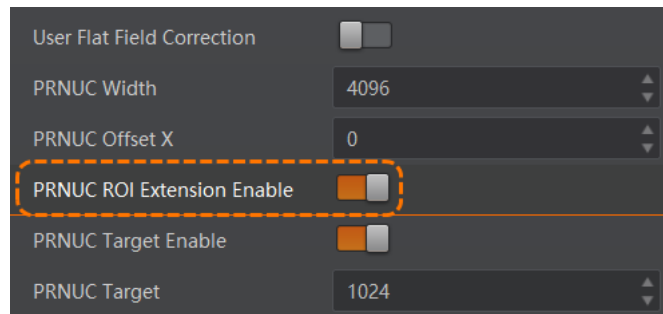 User Flat Field Correction
PRNUC Width 4096
PRNUC Offset X 0
PRNUC ROI Extension Enable
PRNUC Target Enable
PRNUC Target 1024